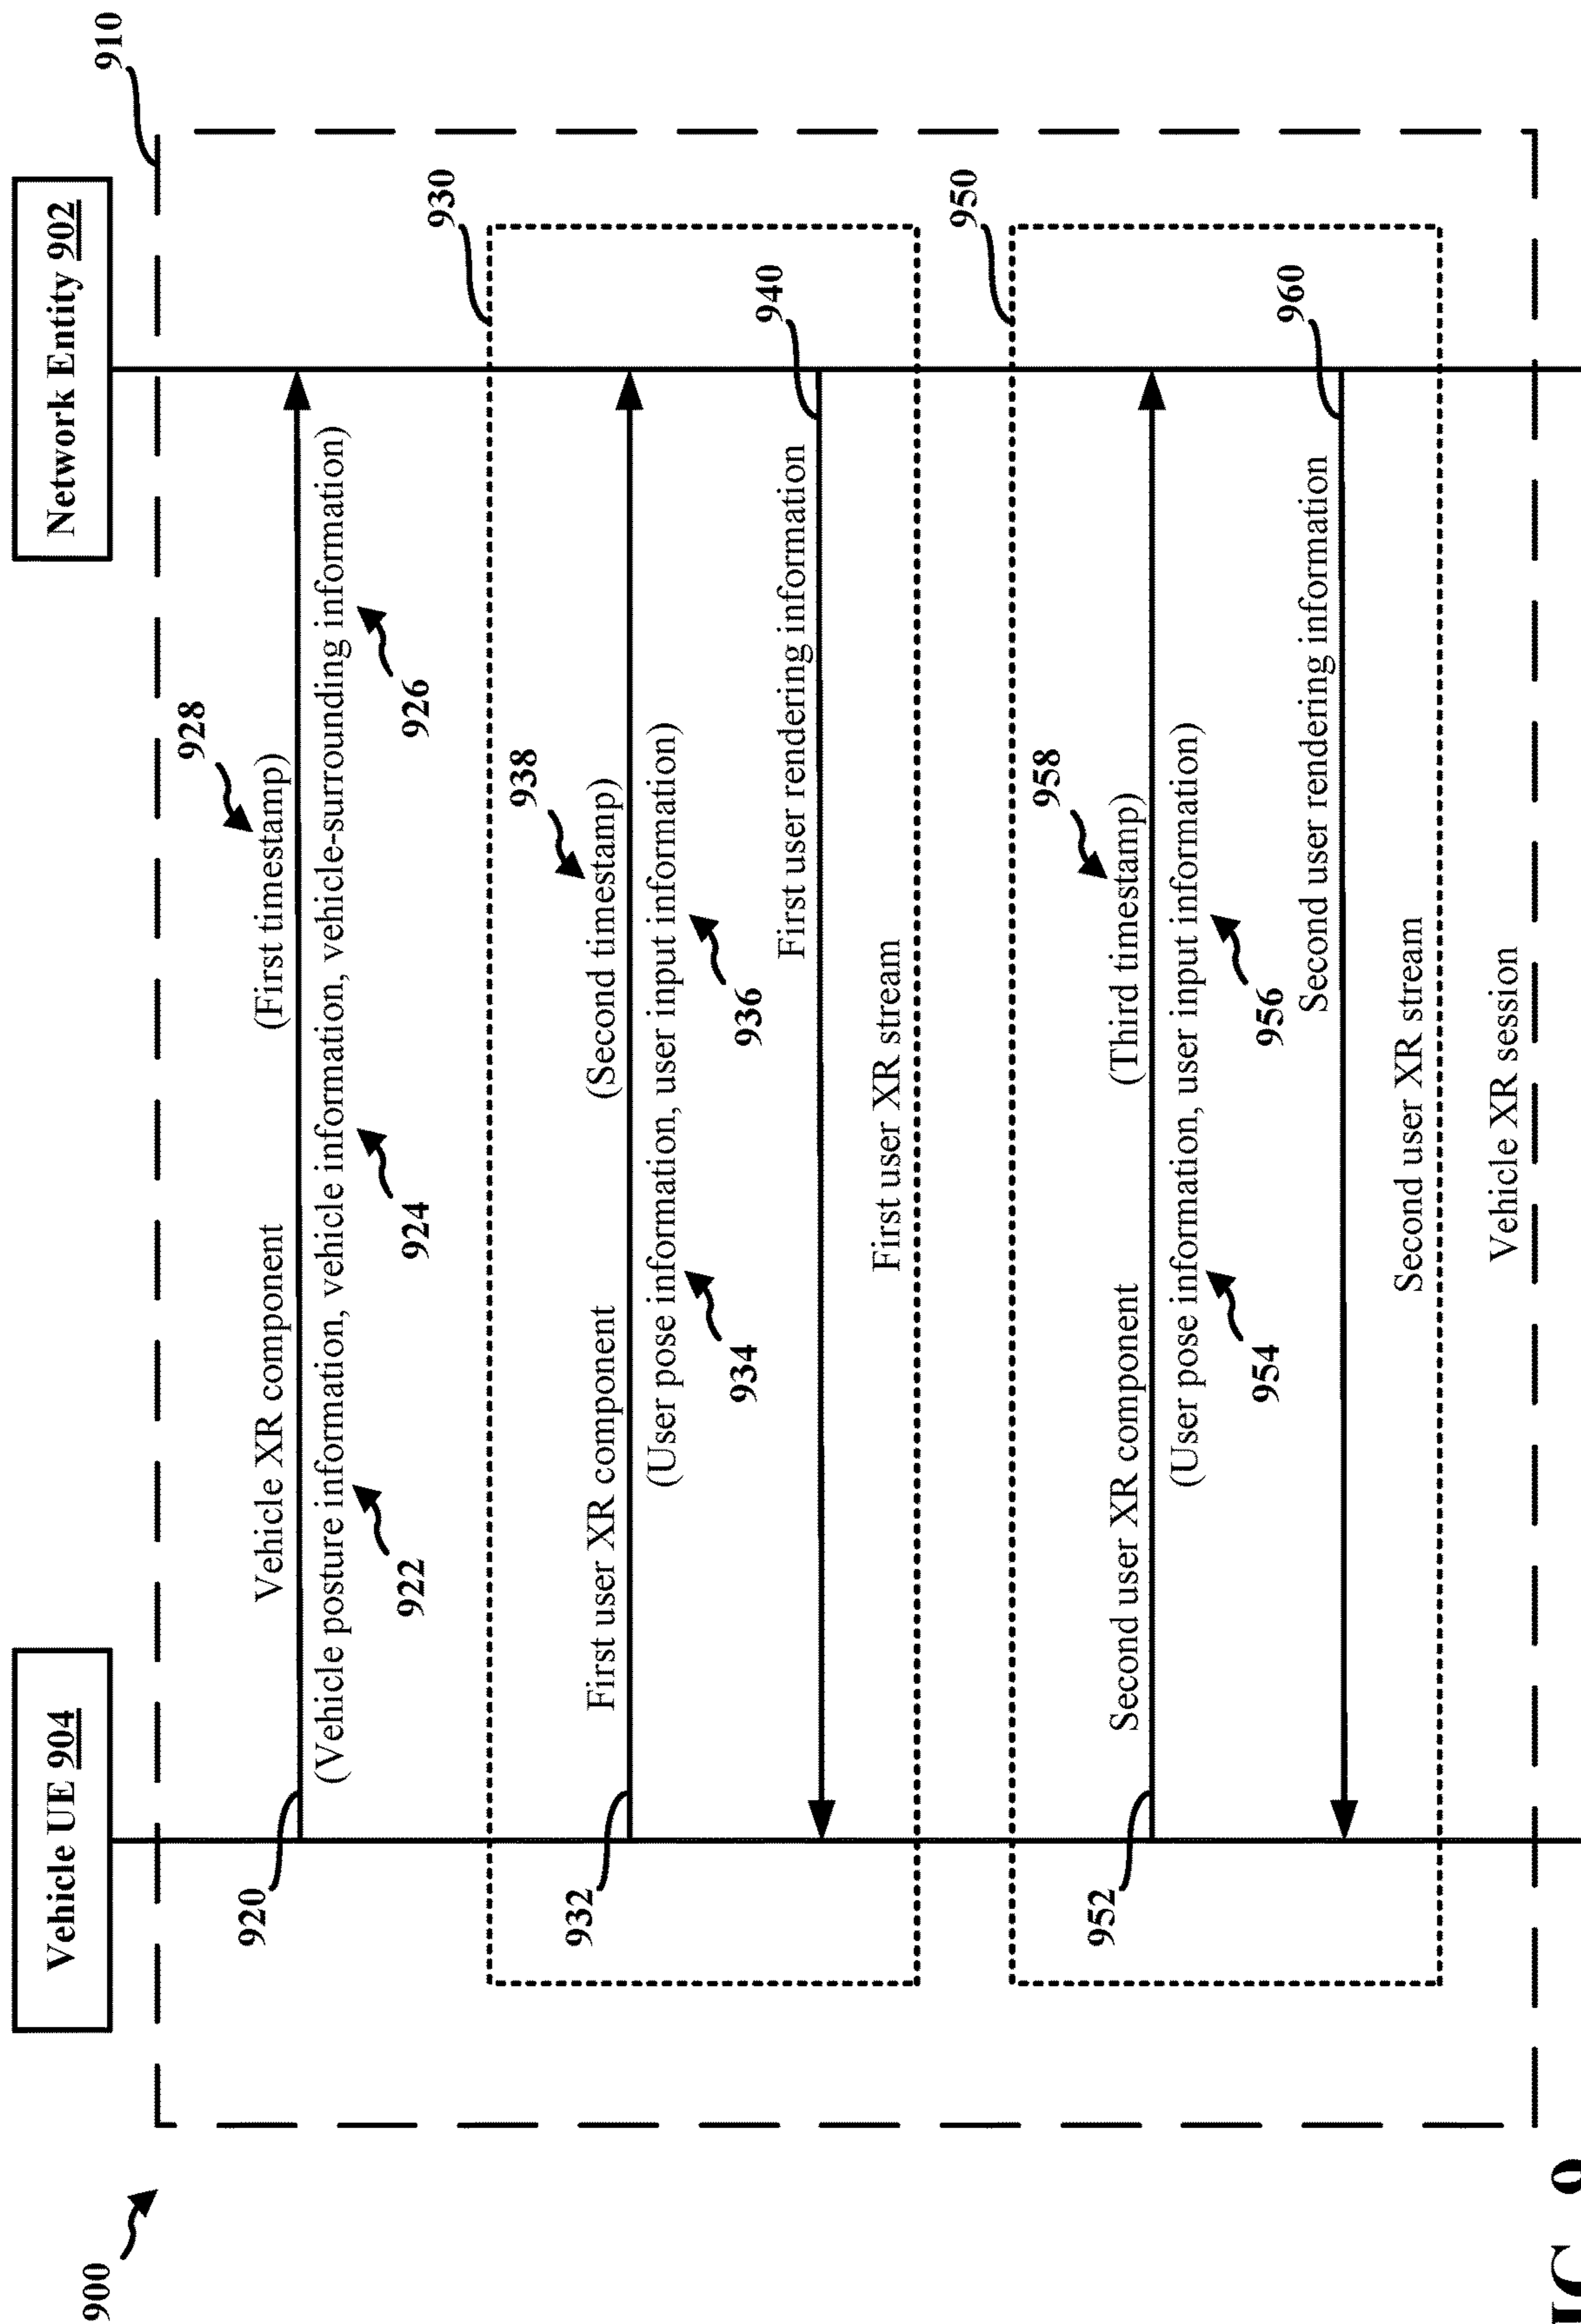 900
Vehicle UE 904
Network Entity 902
910
920
Vehicle XR component
(First timestamp)
928
(Vehicle posture information, vehicle information, vehicle-surrounding information)
922
924
926
930
932
First user XR component
(Second timestamp)
938
(User pose information, user input information)
934
936
940
First user rendering information
First user XR stream
950
952
Second user XR component
(Third timestamp)
958
(User pose information, user input information)
954
956
960
Second user rendering information
Second user XR stream
Vehicle XR session